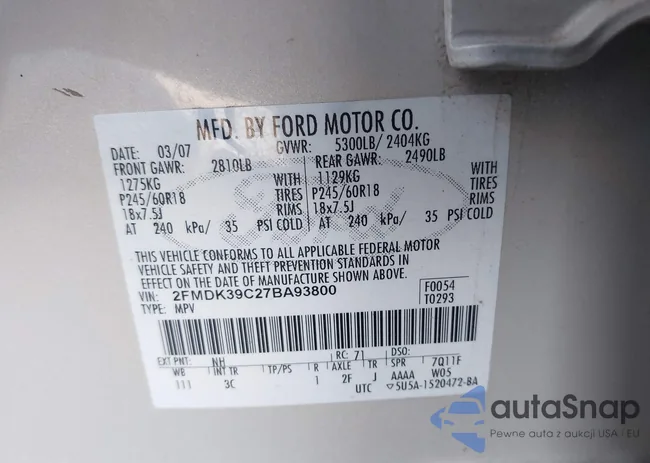 MFD. BY FORD MOTOR CO.
DATE: 03/07 GVWR: 5300LB/ 2404KG
FRONT GAWR: 2810LB REAR GAWR: 2490LB
1275KG WITH 1129KG WITH
P245/60R18 TIRES P245/60R18 TIRES
18x7.5J RIMS 18x7.5J RIMS
AT 240 kPa/ 35 PSI COLD AT 240 kPa/ 35 PSI COLD
THIS VEHICLE CONFORMS TO ALL APPLICABLE FEDERAL MOTOR
VEHICLE SAFETY AND THEFT PREVENTION STANDARDS IN
EFFECT ON THE DATE OF MANUFACTURE SHOWN ABOVE.
VIN: 2FMDK39C27BA93800 F0054
TYPE: MPV T0293
EXT PNT: NH RC: 71 DSO:
WB INT TR TP/PS R AXLE TR SPR 7Q11F
111 3C 1 2F J AAAA W05
UTC 5U5A-1520472-BA
autaSnap
Pewne auta z aukcji USA i EU